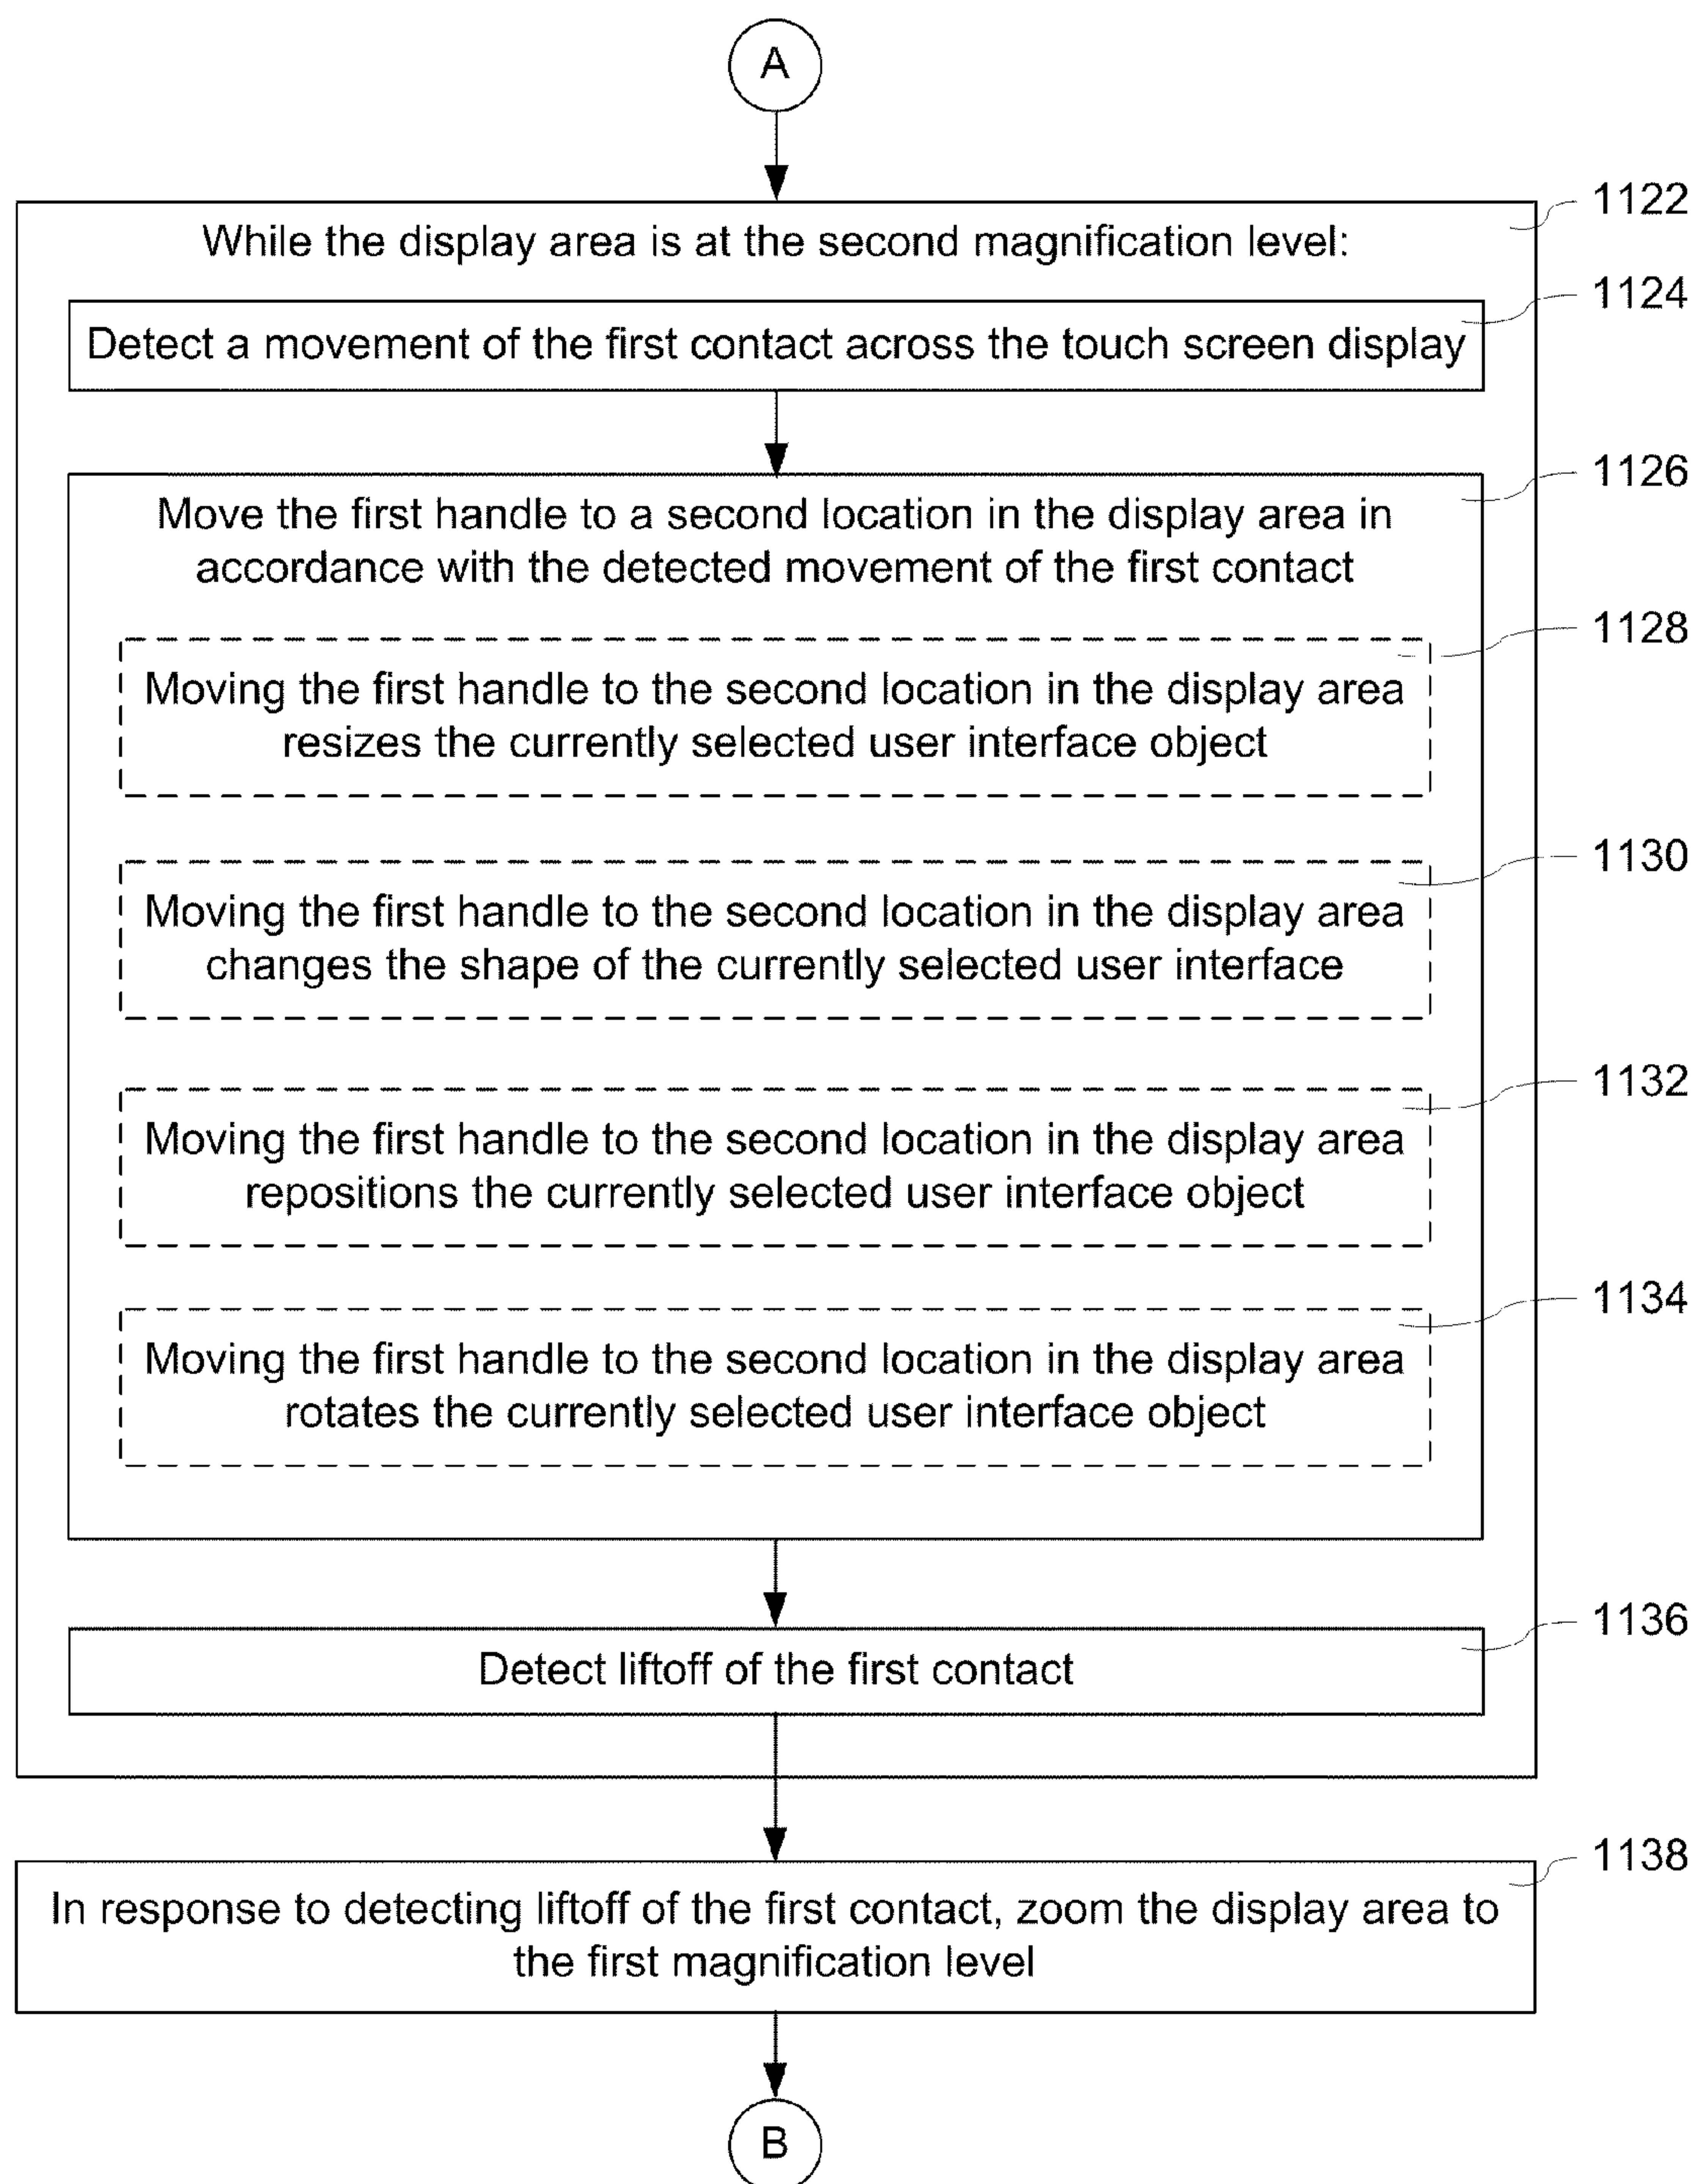 A
1122
While the display area is at the second magnification level:
1124
Detect a movement of the first contact across the touch screen display
1126
Move the first handle to a second location in the display area in
accordance with the detected movement of the first contact
1128
Moving the first handle to the second location in the display area
resizes the currently selected user interface object
1130
Moving the first handle to the second location in the display area
changes the shape of the currently selected user interface
1132
Moving the first handle to the second location in the display area
repositions the currently selected user interface object
1134
Moving the first handle to the second location in the display area
rotates the currently selected user interface object
1136
Detect liftoff of the first contact
1138
In response to detecting liftoff of the first contact, zoom the display area to
the first magnification level
B